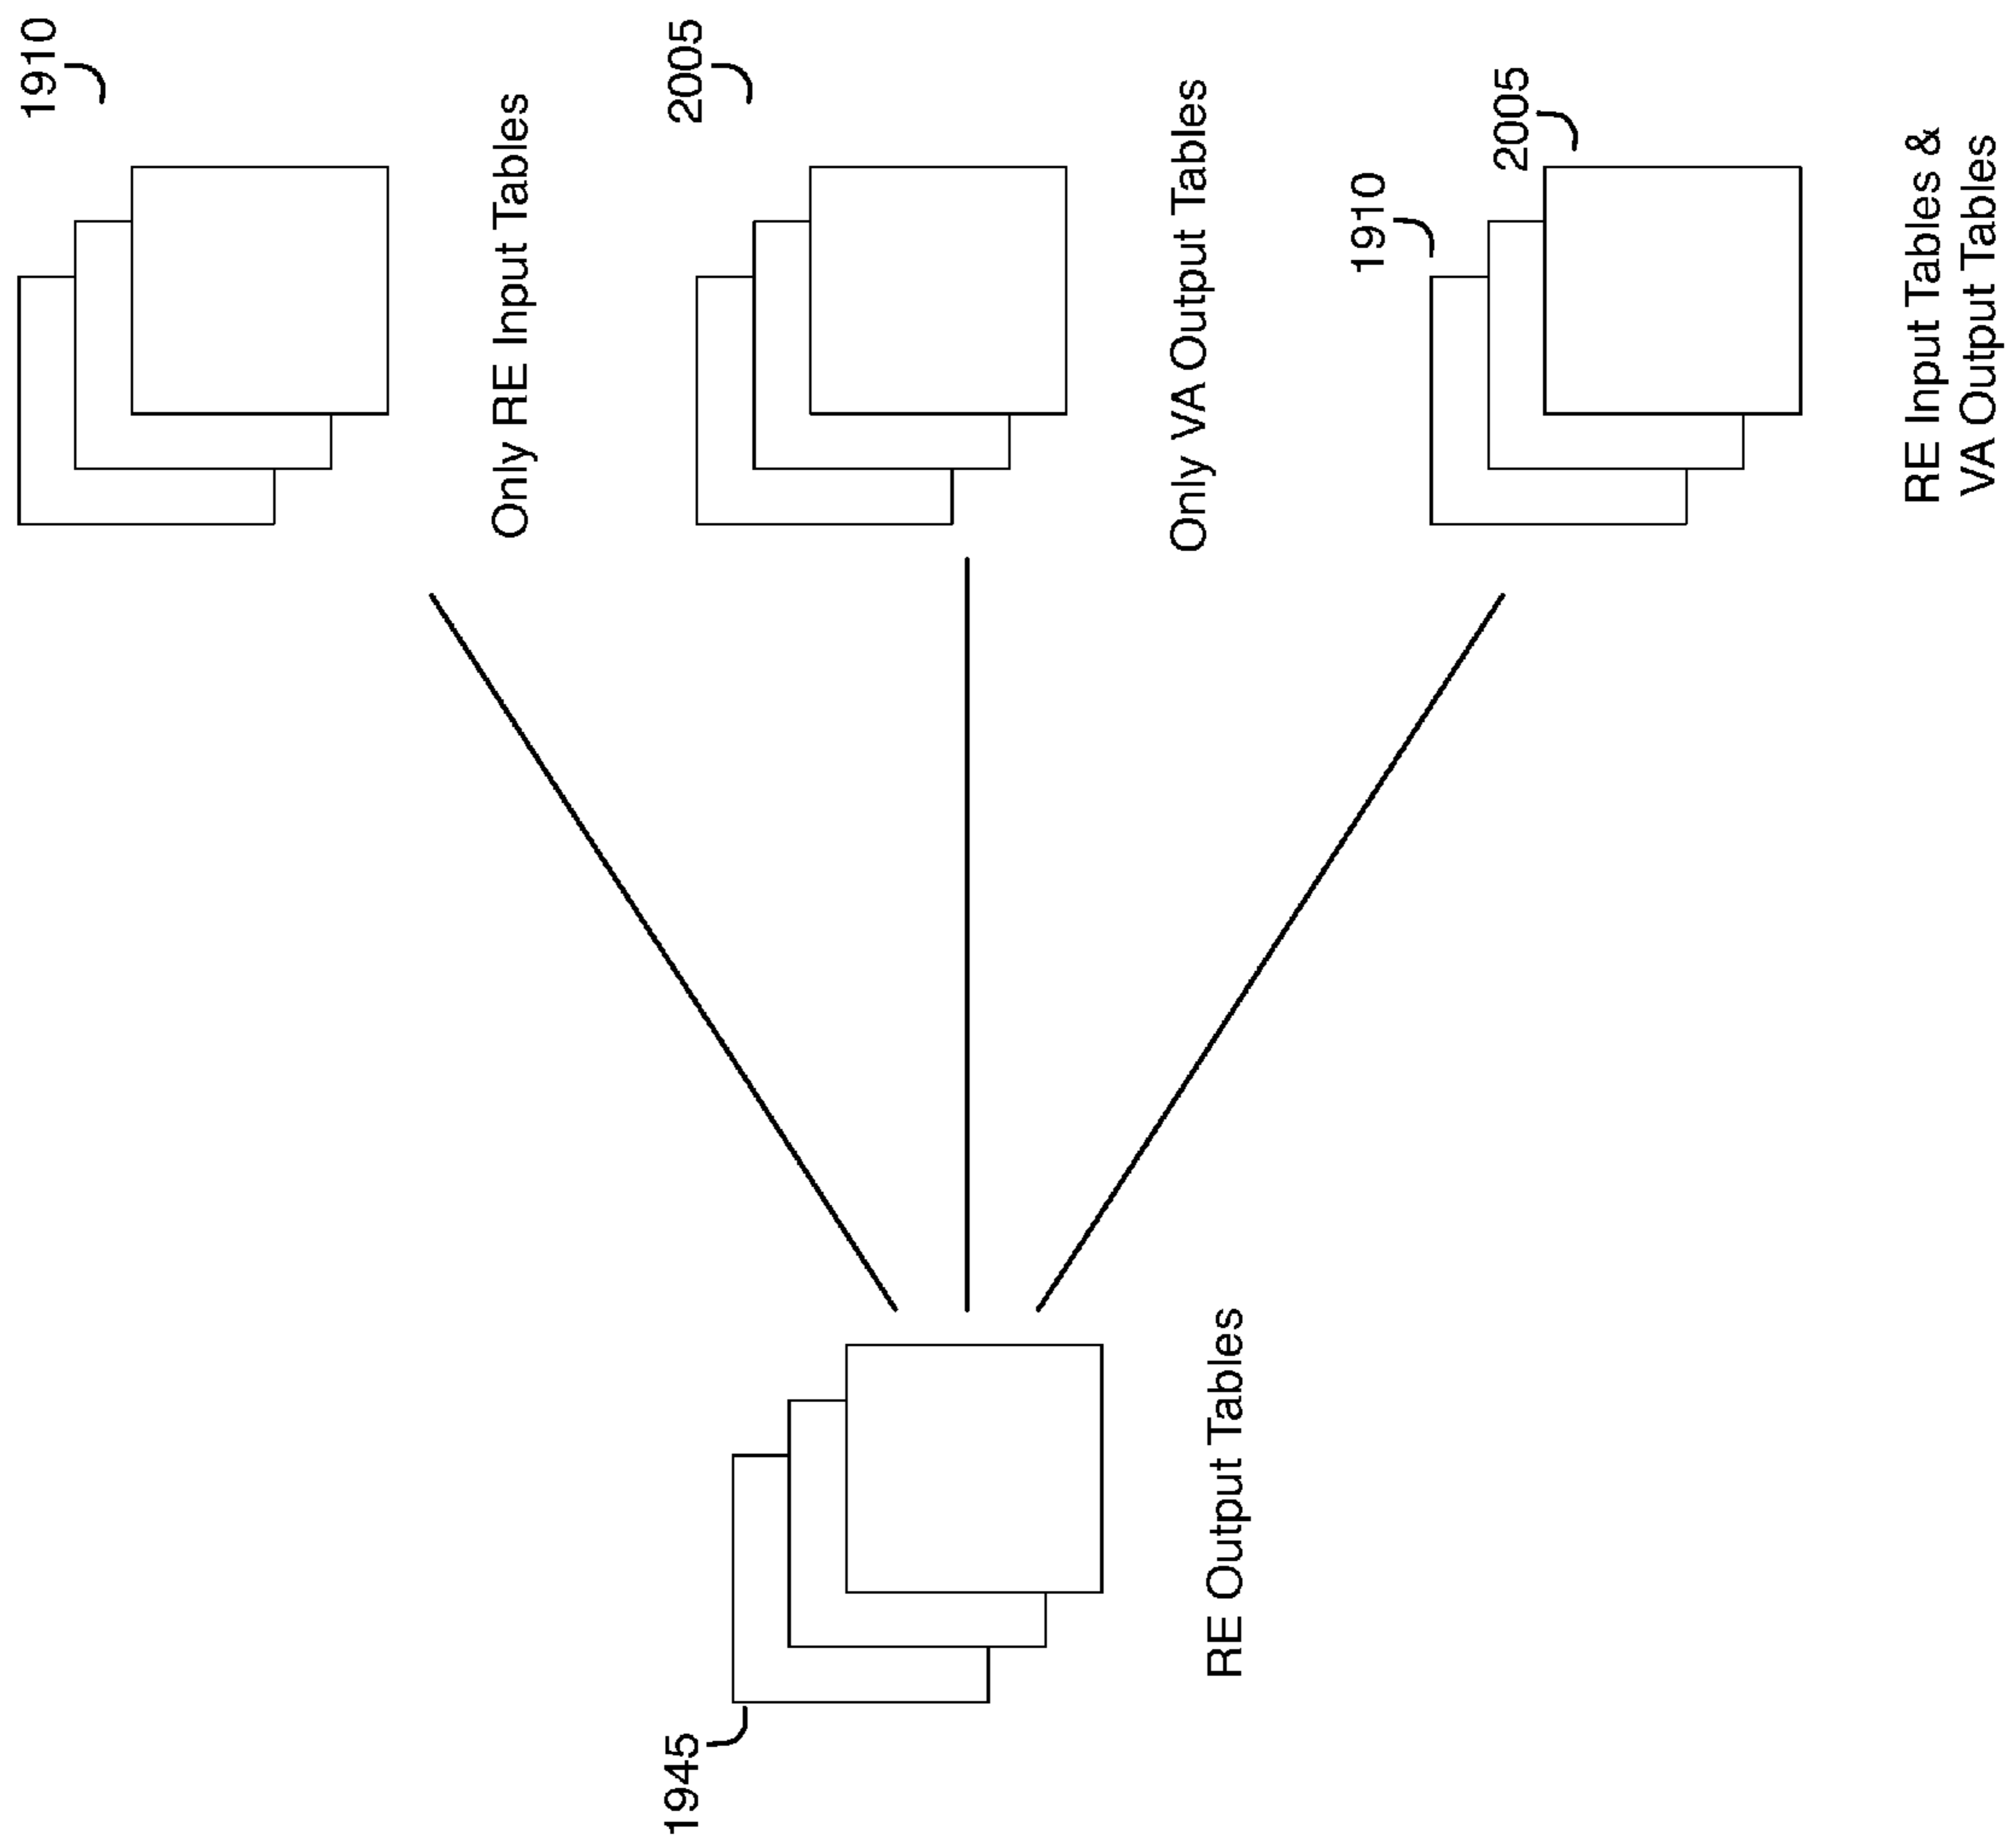 1945
RE Output Tables
1910
Only RE Input Tables
2005
Only VA Output Tables
1910
2005
RE Input Tables &
VA Output Tables